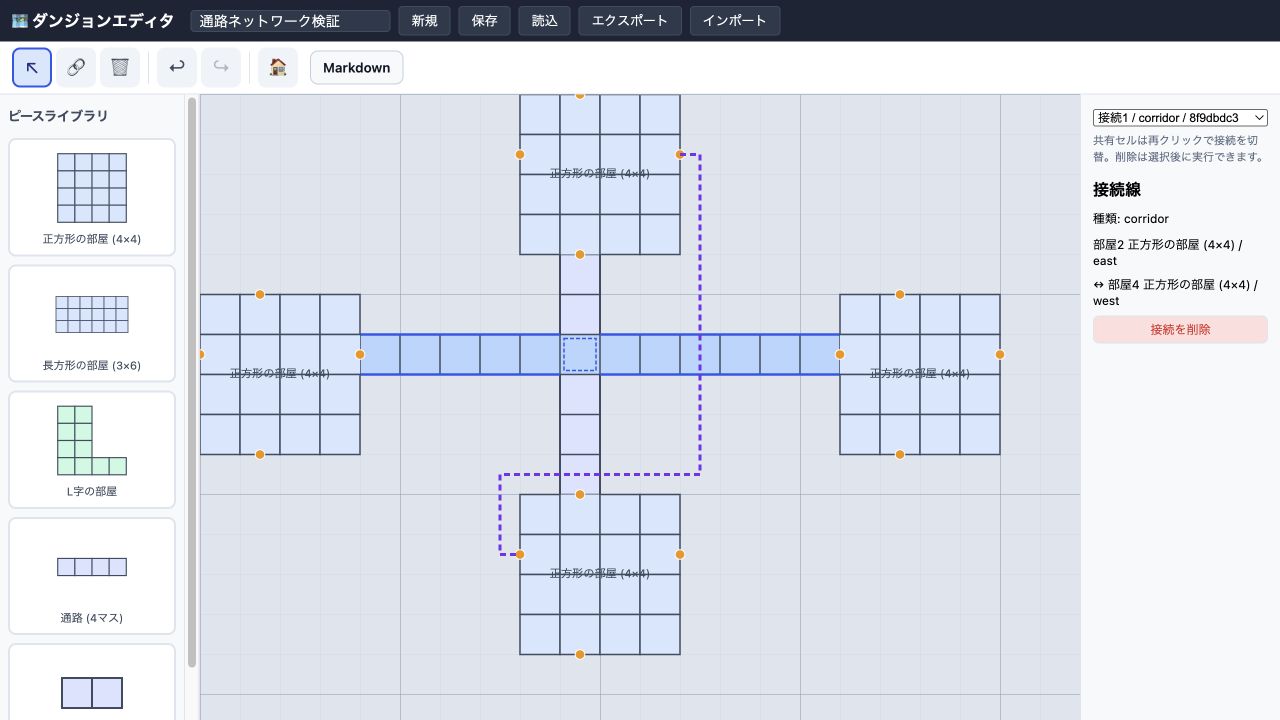 ダンジョンエディタ
通路ネットワーク検証
新規
保存
読込
エクスポート
インポート
Markdown
ピースライブラリ
正方形の部屋 (4×4)
長方形の部屋 (3×6)
L字の部屋
通路 (4マス)
正方形の部屋 (4×4)
正方形の部屋 (4×4)
正方形の部屋 (4×4)
正方形の部屋 (4×4)
接続1 / corridor / 8f9dbdc3
共有セルは再クリックで接続を切
替。削除は選択後に実行できます。
接続線
種類: corridor
部屋2 正方形の部屋 (4×4) /
east
↔ 部屋4 正方形の部屋 (4×4) /
west
接続を削除